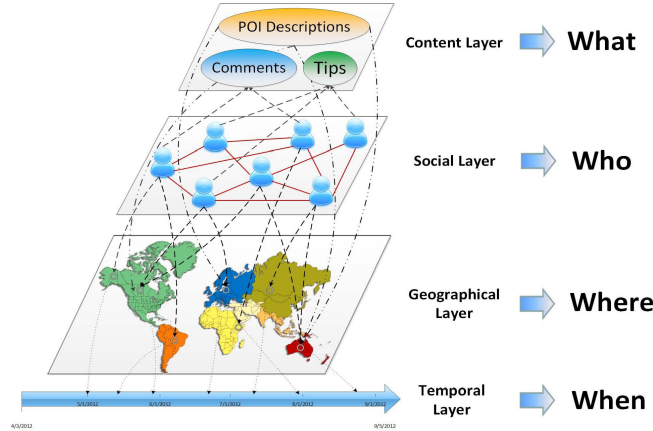 POI Descriptions
Comments
Tips
Content Layer
What
Social Layer
Who
Geographical
Layer
Where
Temporal
Layer
When
5/1/2012
6/1/2012
7/1/2012
8/1/2012
9/1/2012
4/3/2012
9/5/2012